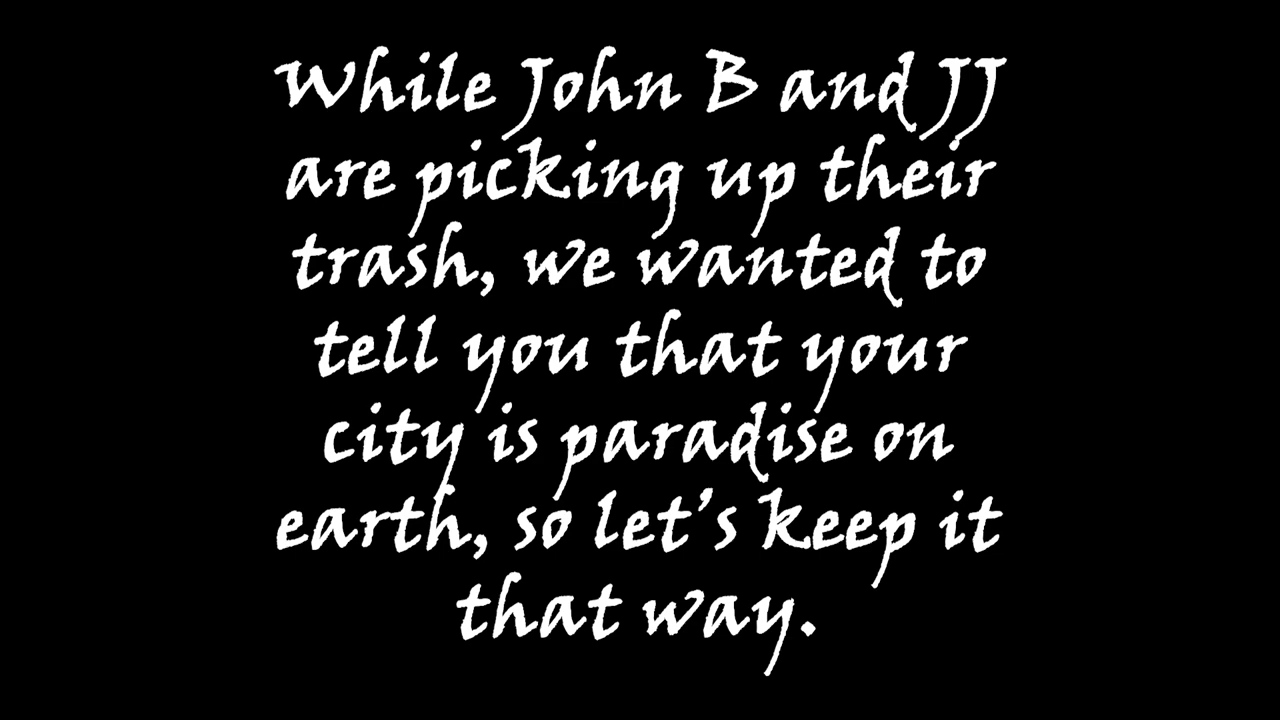 While John B and JJ
are picking up their
trash, we wanted to
tell you that your
city is paradise on
earth, so let’s keep it
that way.